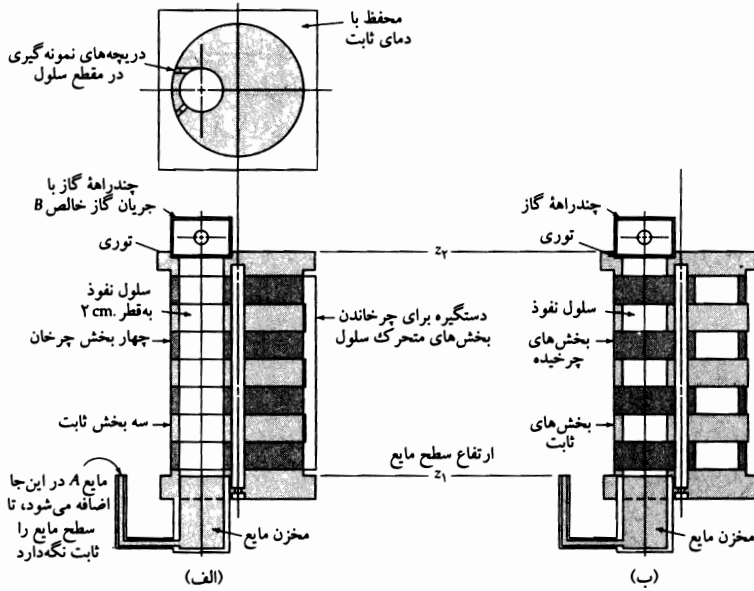 محفظ با
دمای ثابت
دریچه‌های نمونه‌گیری
در مقطع سلول
چندراههٔ گاز با
جریان گاز خالص B
توری
سلول نفوذ
به‌قطر ۲ cm.
چهار بخش چرخان
سه بخش ثابت
مایع A در این‌جا
اضافه می‌شود، تا
سطح مایع را
ثابت نگه‌دارد
مخزن مایع
(الف)
z۲
دستگیره برای چرخاندن
بخش‌های متحرک سلول
ارتفاع سطح مایع
z۱
چندراههٔ گاز
توری
سلول نفوذ
بخش‌های
چرخیده
بخش‌های
ثابت
مخزن مایع
(ب)